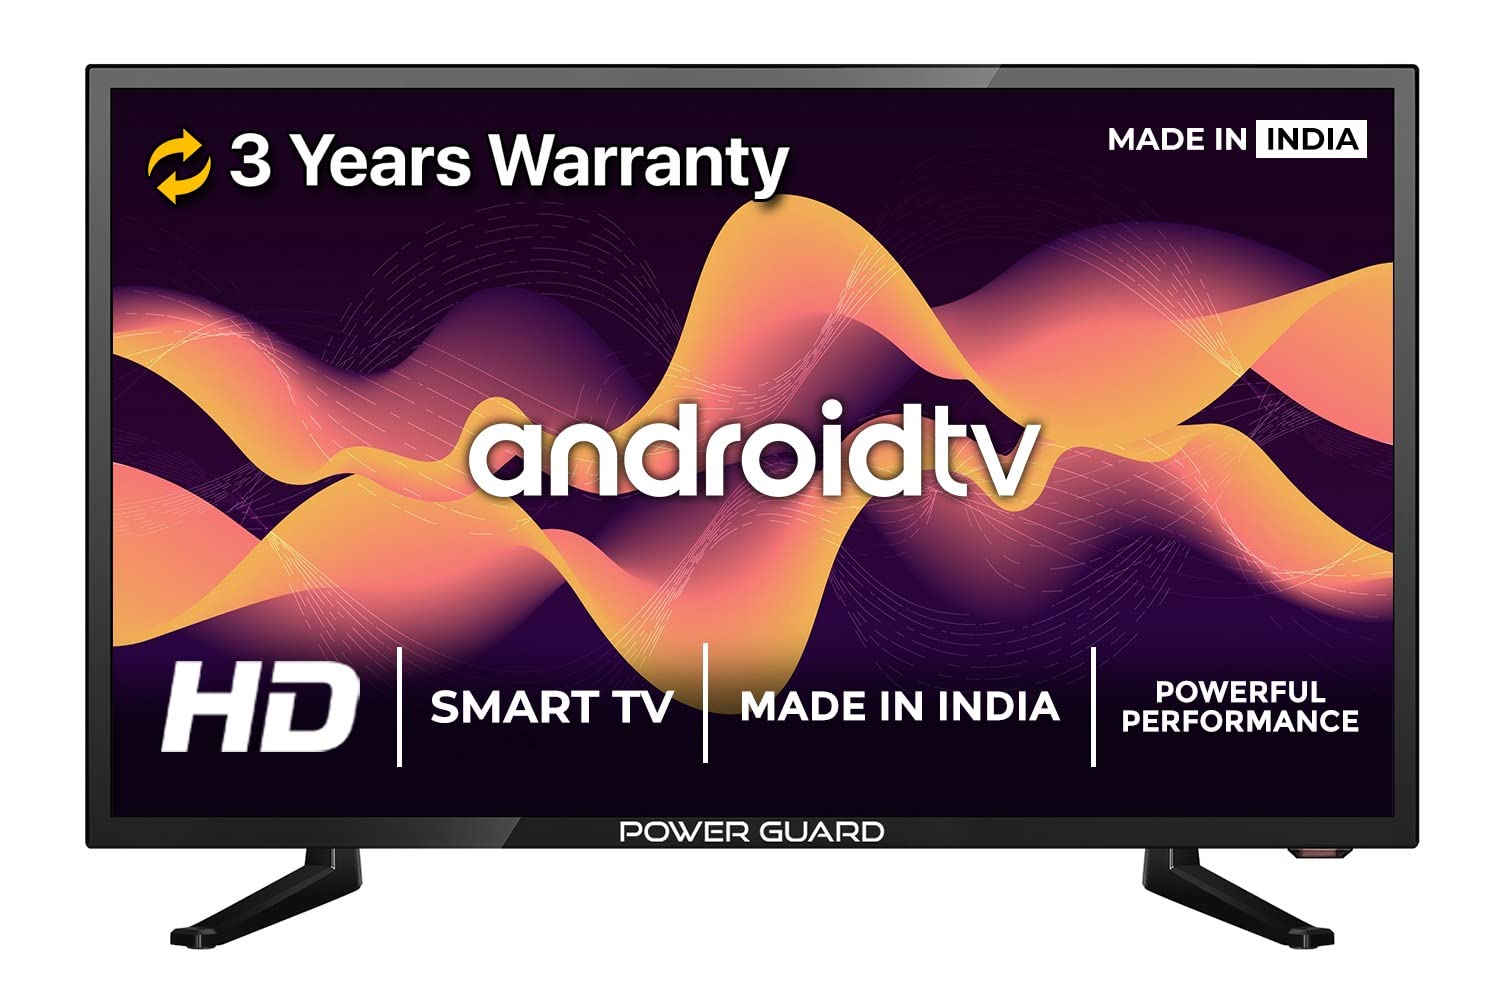 3 Years Warranty
MADE IN INDIA
androidtv
HD
SMART TV
MADE IN INDIA
POWERFUL
PERFORMANCE
POWER GUARD